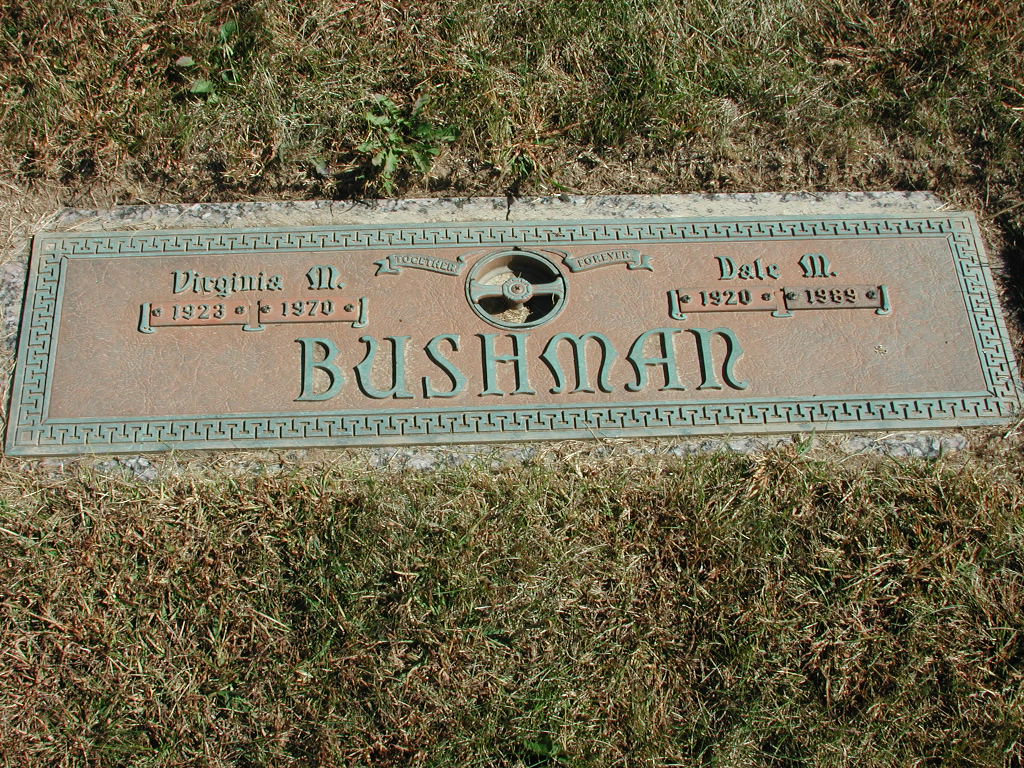 Virginia M.
1923 1970
TOGETHER FOREVER
Dale M.
1920 1989
BUSHMAN